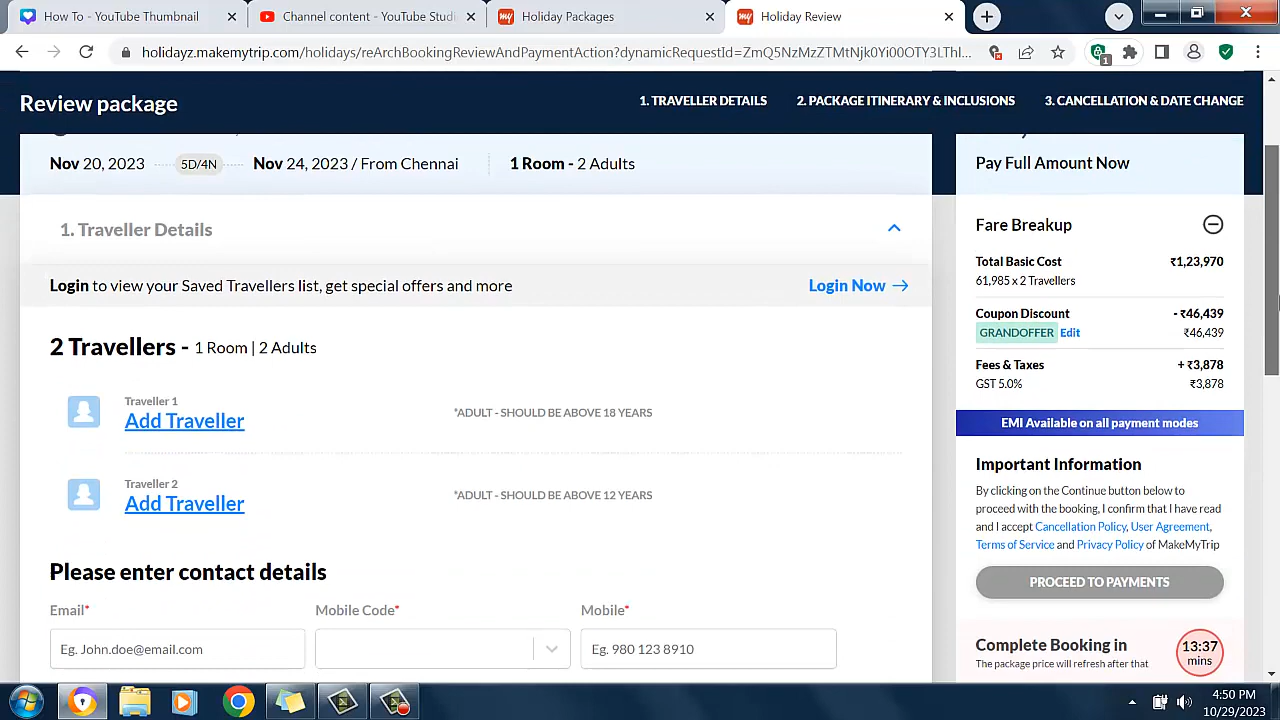 How To - YouTube Thumbnail
Channel content - YouTube Stud
my Holiday Packages
my Holiday Review
holidayz.makemytrip.com/holidays/reArchBookingReviewAndPaymentAction?dynamicRequestId=ZmQ5NzMzZTMtNjk0Yi00OTY3LThl...
1
Review package
1. TRAVELLER DETAILS
2. PACKAGE ITINERARY & INCLUSIONS
3. CANCELLATION & DATE CHANGE
Nov 20, 2023 5D/4N Nov 24, 2023 / From Chennai 1 Room - 2 Adults
1. Traveller Details
Login to view your Saved Travellers list, get special offers and more Login Now →
2 Travellers - 1 Room | 2 Adults
Traveller 1
Add Traveller
*ADULT - SHOULD BE ABOVE 18 YEARS
Traveller 2
Add Traveller
*ADULT - SHOULD BE ABOVE 12 YEARS
Please enter contact details
Email* Mobile Code* Mobile*
Eg. John.doe@email.com Eg. 980 123 8910
Pay Full Amount Now
Fare Breakup
Total Basic Cost ₹1,23,970
61,985 x 2 Travellers
Coupon Discount - ₹46,439
GRANDOFFER Edit ₹46,439
Fees & Taxes + ₹3,878
GST 5.0% ₹3,878
EMI Available on all payment modes
Important Information
By clicking on the Continue button below to
proceed with the booking, I confirm that I have read
and I accept Cancellation Policy, User Agreement,
Terms of Service and Privacy Policy of MakeMyTrip
PROCEED TO PAYMENTS
Complete Booking in
The package price will refresh after that
13:37
mins
4:50 PM
10/29/2023